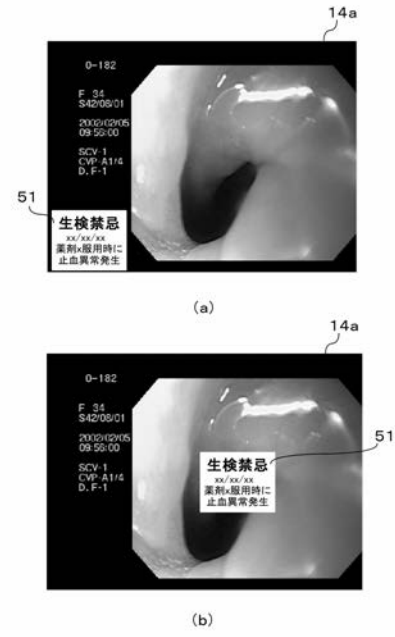 14a
0-182
F 34
S42/08/01
2002/02/05
09:56:00
SCV-1
CVP-A1/4
D.F-1
51
生検禁忌
xx/xx/xx
薬剤x服用時に
止血異常発生
(a)
14a
0-182
F 34
S42/08/01
2002/02/05
09:56:00
SCV-1
CVP-A1/4
D.F-1
51
生検禁忌
xx/xx/xx
薬剤x服用時に
止血異常発生
(b)